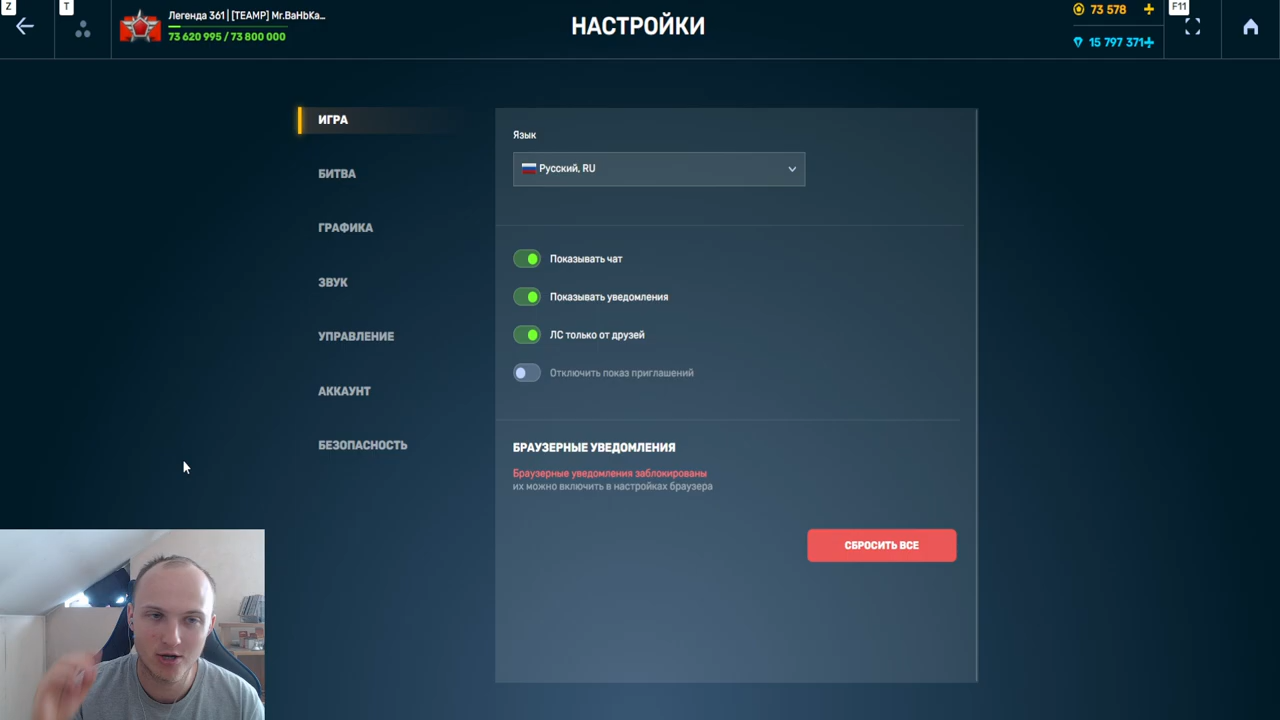 Z
T
Легенда 361 | [TEAMP] Mr.BaHbKa...
73 620 995 / 73 800 000
НАСТРОЙКИ
73 578
15 797 371
F11
ИГРА
БИТВА
ГРАФИКА
ЗВУК
УПРАВЛЕНИЕ
АККАУНТ
БЕЗОПАСНОСТЬ
Язык
Русский, RU
Показывать чат
Показывать уведомления
ЛС только от друзей
Отключить показ приглашений
БРАУЗЕРНЫЕ УВЕДОМЛЕНИЯ
Браузерные уведомления заблокированы
их можно включить в настройках браузера
СБРОСИТЬ ВСЕ